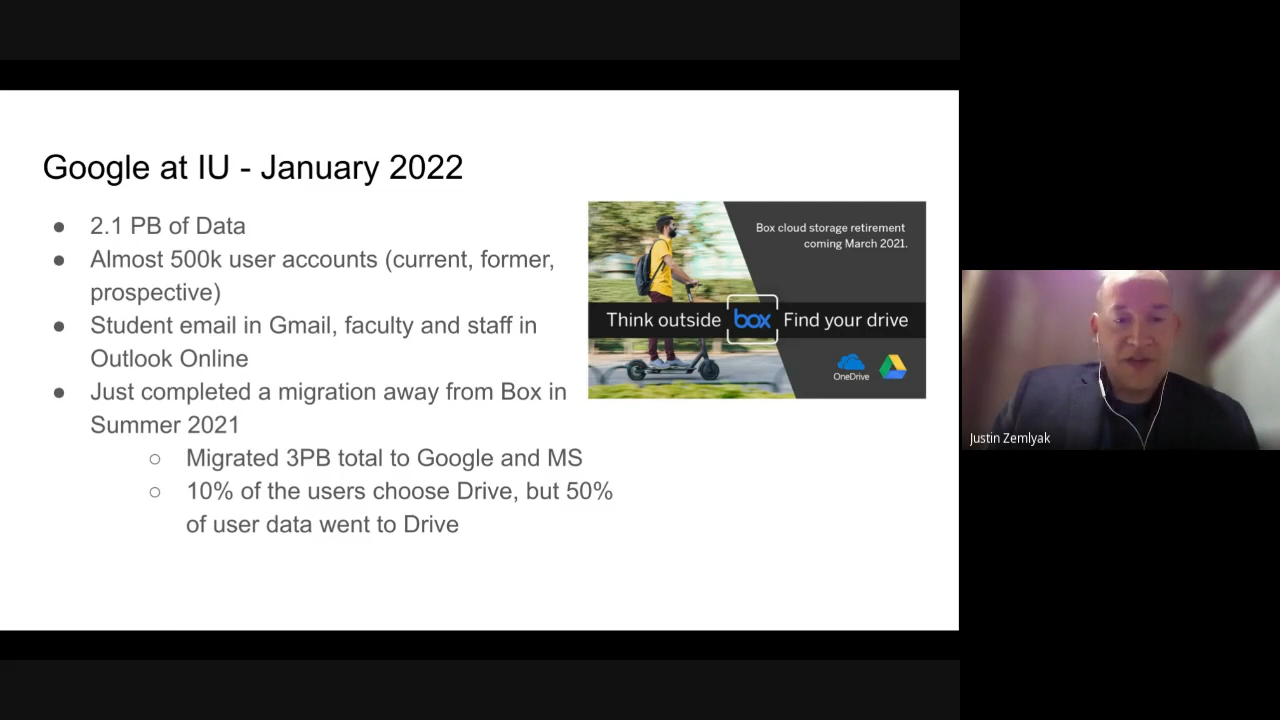 Google at IU - January 2022
● 2.1 PB of Data
● Almost 500k user accounts (current, former,
prospective)
● Student email in Gmail, faculty and staff in
Outlook Online
● Just completed a migration away from Box in
Summer 2021
○ Migrated 3PB total to Google and MS
○ 10% of the users choose Drive, but 50%
of user data went to Drive
Box cloud storage retirement
coming March 2021.
Think outside box Find your drive
OneDrive
Justin Zemlyak